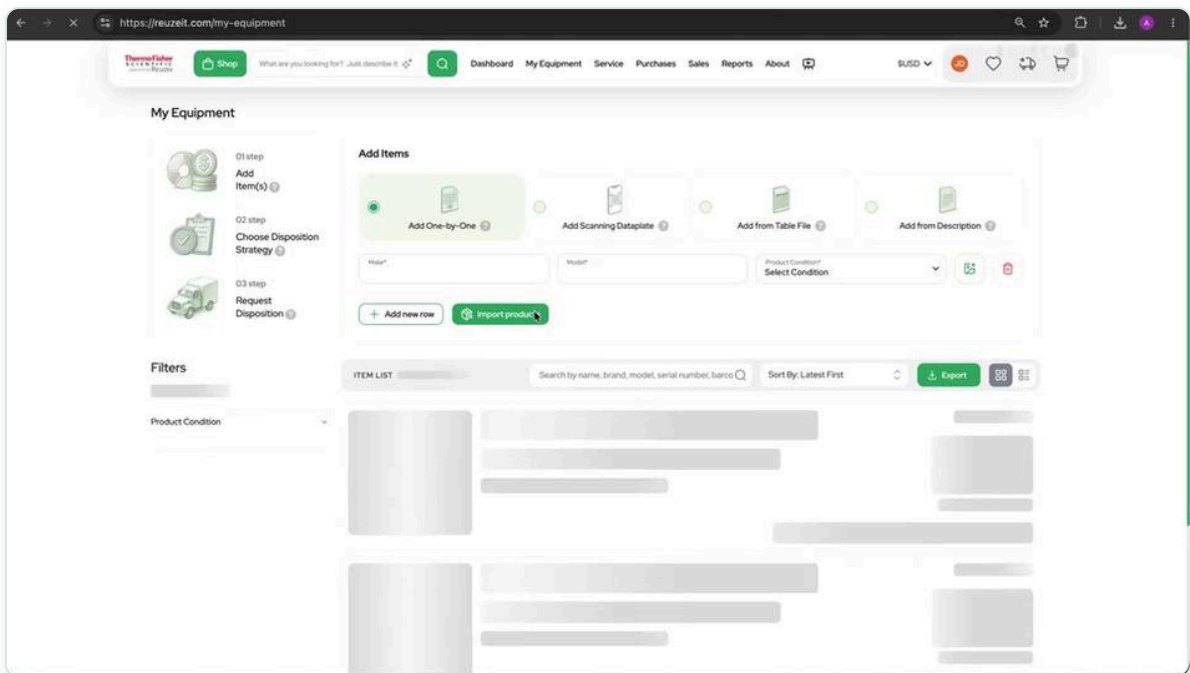 https://reuzeit.com/my-equipment
ThermoFisher
SCIENTIFIC
Shop
What are you looking for? Just describe it
Dashboard My Equipment Service Purchases Sales Reports About
$USD
JD
My Equipment
01 step
Add
Item(s)
02 step
Choose Disposition
Strategy
03 step
Request
Disposition
Add Items
Add One-by-One
Add Scanning Dataplate
Add from Table File
Add from Description
Make*
Model*
Product Condition*
Select Condition
Add new row
Import product
Filters
Product Condition
ITEM LIST
Search by name, brand, model, serial number, barco
Sort By: Latest First
Export